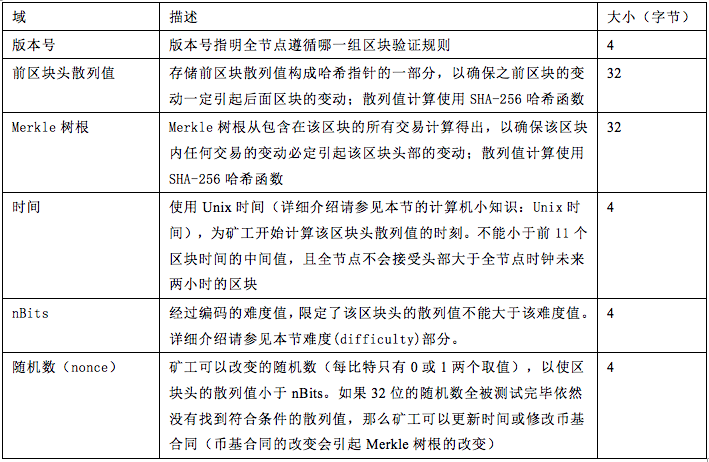 域 描述 大小（字节）
版本号 版本号指明全节点遵循哪一组区块验证规则 4
前区块头散列值 存储前区块散列值构成哈希指针的一部分，以确保之前区块的变 32
动一定引起后面区块的变动；散列值计算使用 SHA-256 哈希函数
Merkle 树根 Merkle 树根从包含在该区块的所有交易计算得出，以确保该区块 32
内任何交易的变动必定引起该区块头部的变动；散列值计算使用
SHA-256 哈希函数
时间 使用 Unix 时间（详细介绍请参见本节的计算机小知识：Unix 时 4
间），为矿工开始计算该区块头散列值的时刻。不能小于前 11 个
区块时间的中间值，且全节点不会接受头部大于全节点时钟未来
两小时的区块
nBits 经过编码的难度值，限定了该区块头的散列值不能大于该难度值。 4
详细介绍请参见本节难度(difficulty)部分。
随机数（nonce） 矿工可以改变的随机数（每比特只有 0 或 1 两个取值），以使区 4
块头的散列值小于 nBits。如果 32 位的随机数全被测试完毕依然
没有找到符合条件的散列值，那么矿工可以更新时间或修改币基
合同（币基合同的改变会引起 Merkle 树根的改变）